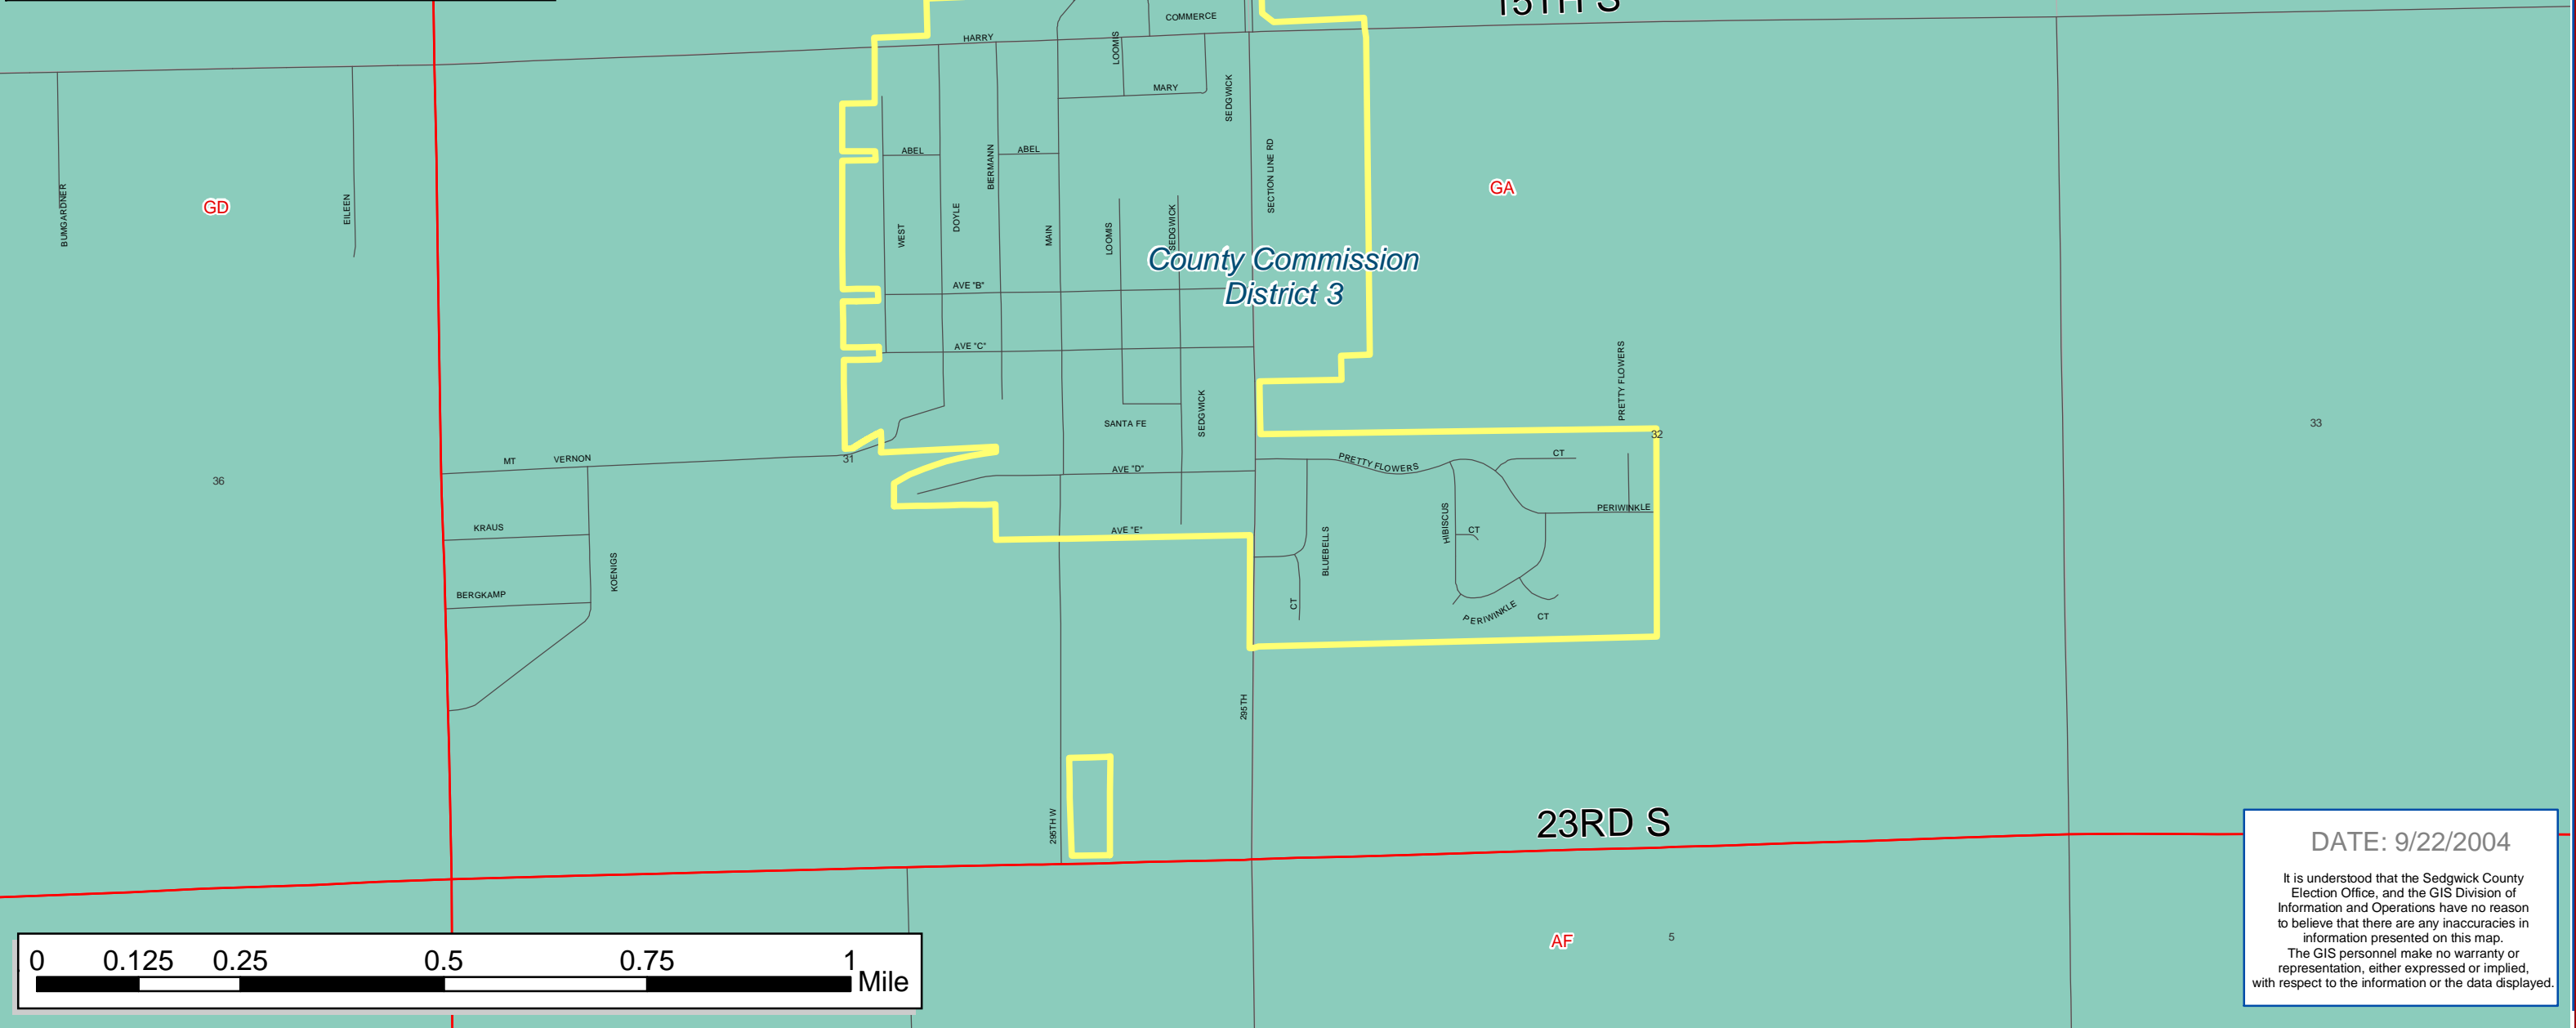 15TH S
COMMERCE
HARRY
LOOMIS
MARY
SEDGWICK
ABEL
BIERMANN
ABEL
SECTION LINE RD
BUMGARDNER
GD
EILEEN
GA
WEST
DOYLE
MAIN
LOOMIS
SEDGWICK
County Commission
District 3
AVE "B"
AVE "C"
PRETTY FLOWERS
SEDGWICK
SANTA FE
33
32
31
MT VERNON
36
AVE "D"
PRETTY FLOWERS
CT
PERIWINKLE
HIBISCUS
CT
KRAUS
AVE "E"
BLUEBELLS
KOENIGS
BERGKAMP
CT
PERIWINKLE
CT
295TH
295TH W
23RD S
AF
5
0 0.125 0.25 0.5 0.75 1
Mile
DATE: 9/22/2004
It is understood that the Sedgwick County
Election Office, and the GIS Division of
Information and Operations have no reason
to believe that there are any inaccuracies in
information presented on this map.
The GIS personnel make no warranty or
representation, either expressed or implied,
with respect to the information or the data displayed.